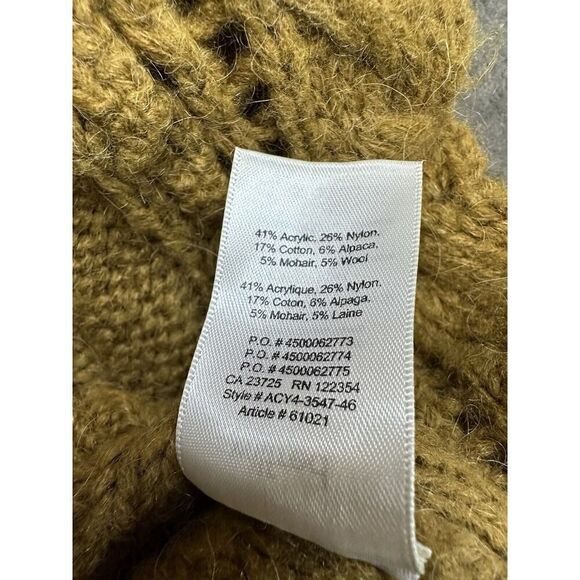 41% Acrylic, 26% Nylon,
17% Cotton, 6% Alpaca,
5% Mohair, 5% Wool
41% Acrylique, 26% Nylon,
17% Coton, 6% Alpaga,
5% Mohair, 5% Laine
P.O. # 4500062773
P.O. # 4500062774
P.O. # 4500062775
CA 23725 RN 122354
Style # ACY4-3547-46
Article # 61021